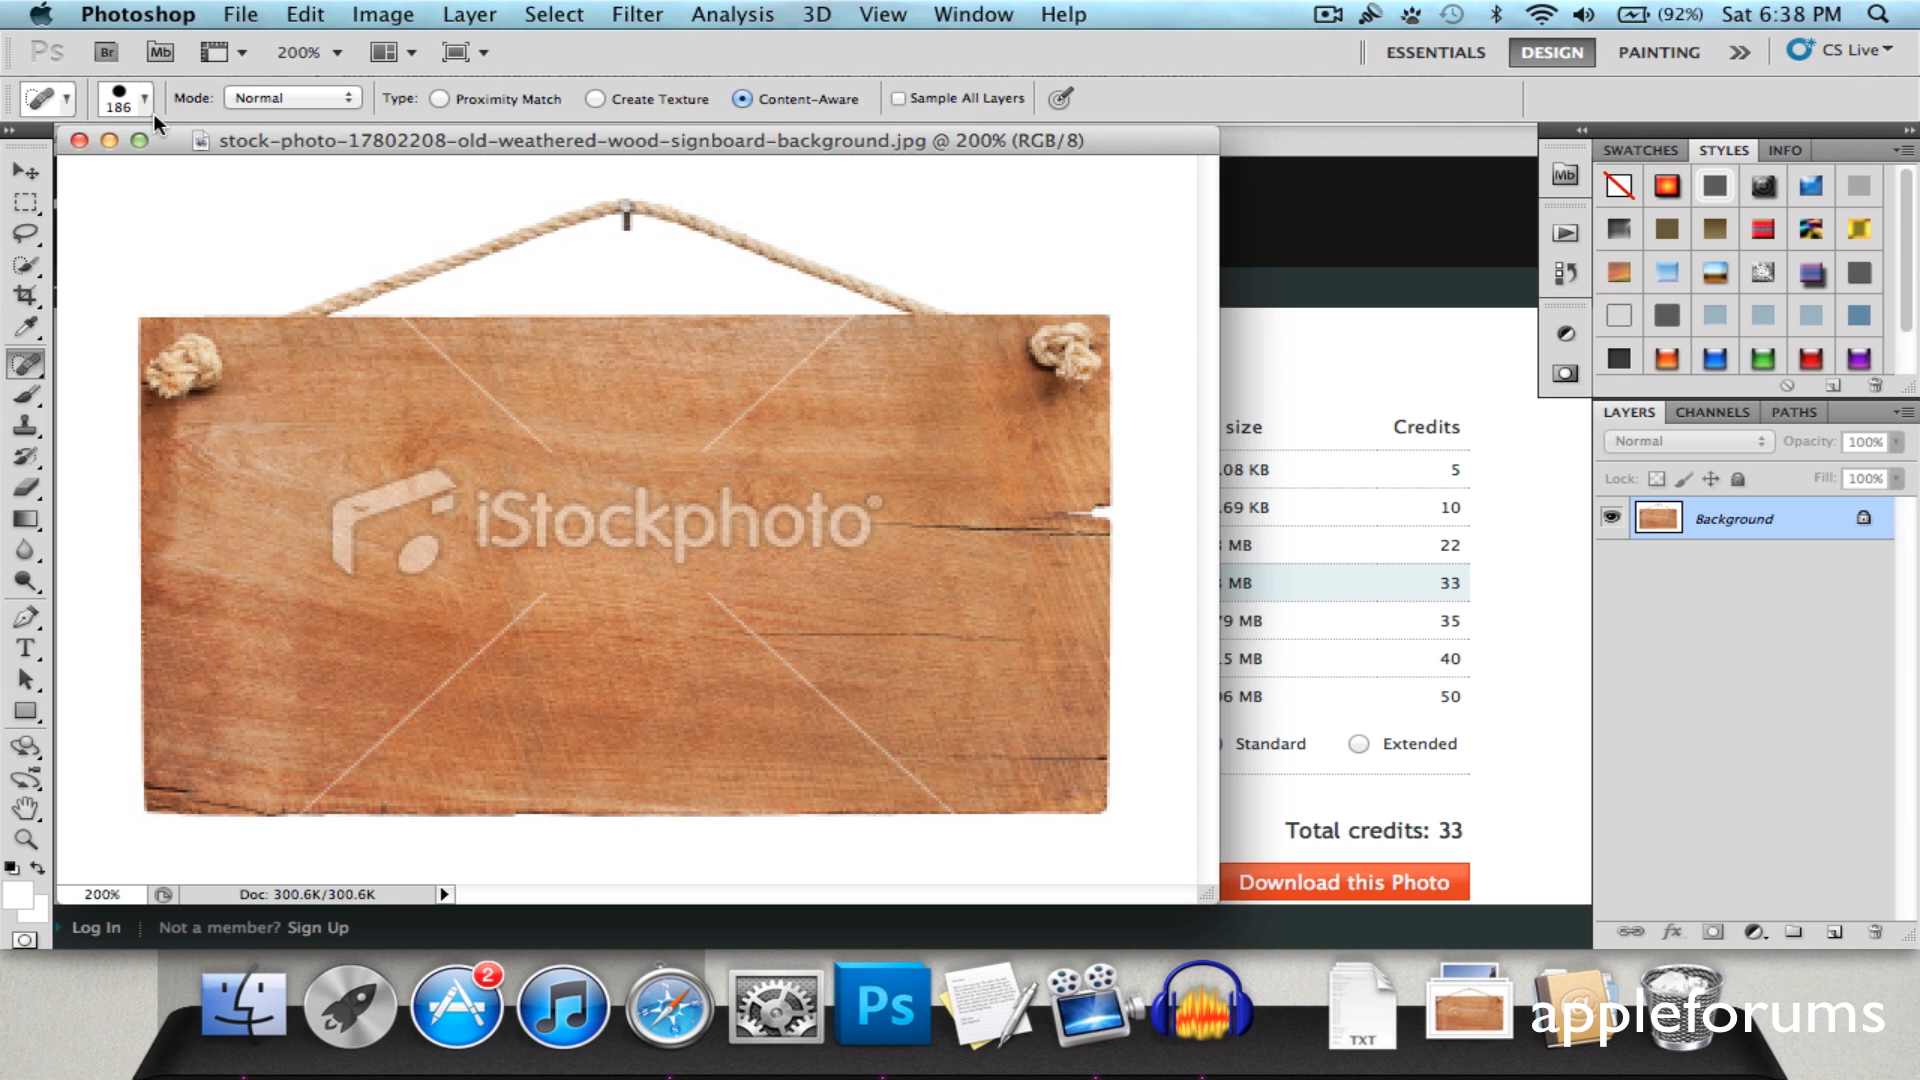 Photoshop File Edit Image Layer Select Filter Analysis 3D View Window Help (92%) Sat 6:38 PM
Ps Br Mb 200% ESSENTIALS DESIGN PAINTING CS Live
186 Mode: Normal Type: Proximity Match Create Texture Content-Aware Sample All Layers
stock-photo-17802208-old-weathered-wood-signboard-background.jpg @ 200% (RGB/8)
SWATCHES STYLES INFO
Mb
iStockphoto®
size Credits
.08 KB 5
.69 KB 10
MB 22
MB 33
79 MB 35
.5 MB 40
06 MB 50
Standard Extended
Total credits: 33
Download this Photo
LAYERS CHANNELS PATHS
Normal Opacity: 100%
Lock: Fill: 100%
Background
T
fx
200% Doc: 300.6K/300.6K
Log In Not a member? Sign Up
2
Ps
TXT
appleforums